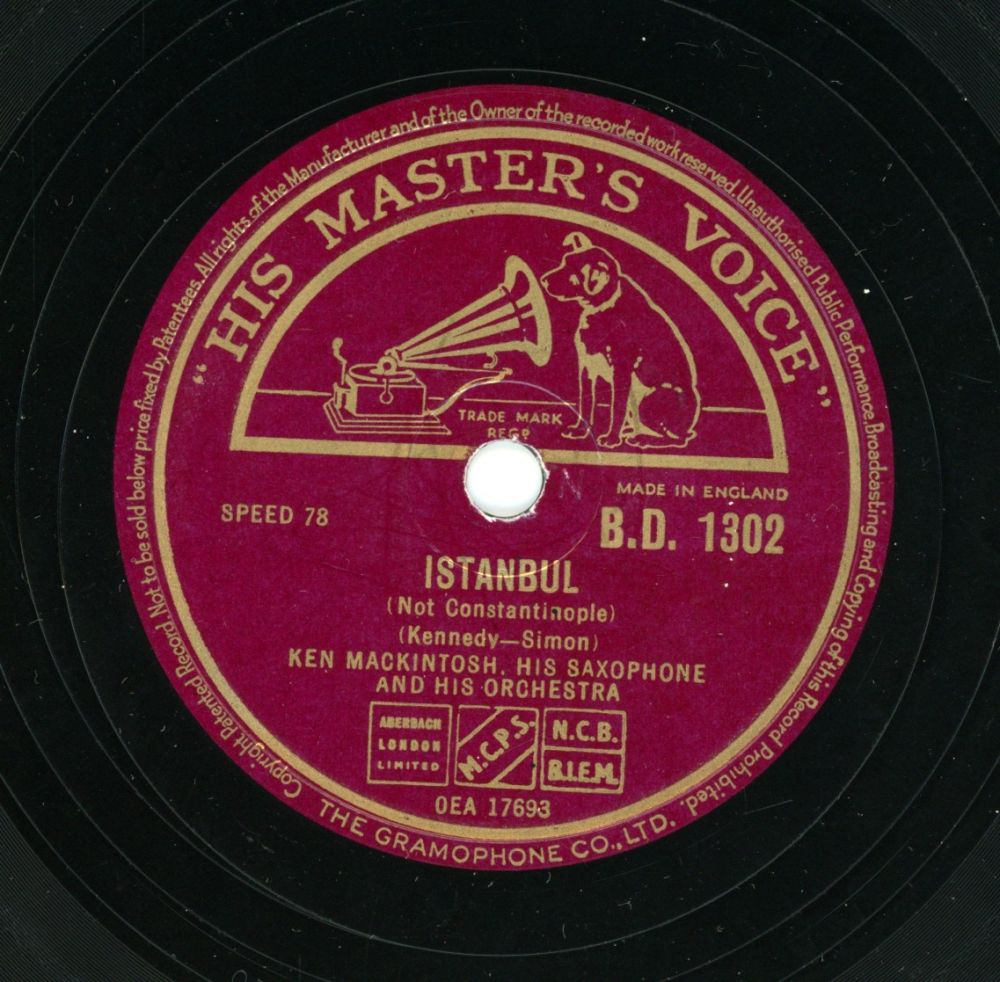 Copyright Patented Record. Not to be sold below price fixed by Patentees. All rights of the Manufacturer and of the Owner of the recorded work reserved. Unauthorised Public Performance, Broadcasting and Copying of this Record Prohibited.
"HIS MASTER'S VOICE"
TRADE MARK
REGD
MADE IN ENGLAND
SPEED 78
B.D. 1302
ISTANBUL
(Not Constantinople)
(Kennedy—Simon)
KEN MACKINTOSH, HIS SAXOPHONE
AND HIS ORCHESTRA
ABERBACH
LONDON
LIMITED
M.C.P.S.
N.C.B.
B.I.E.M.
OEA 17693
THE GRAMOPHONE CO., LTD.